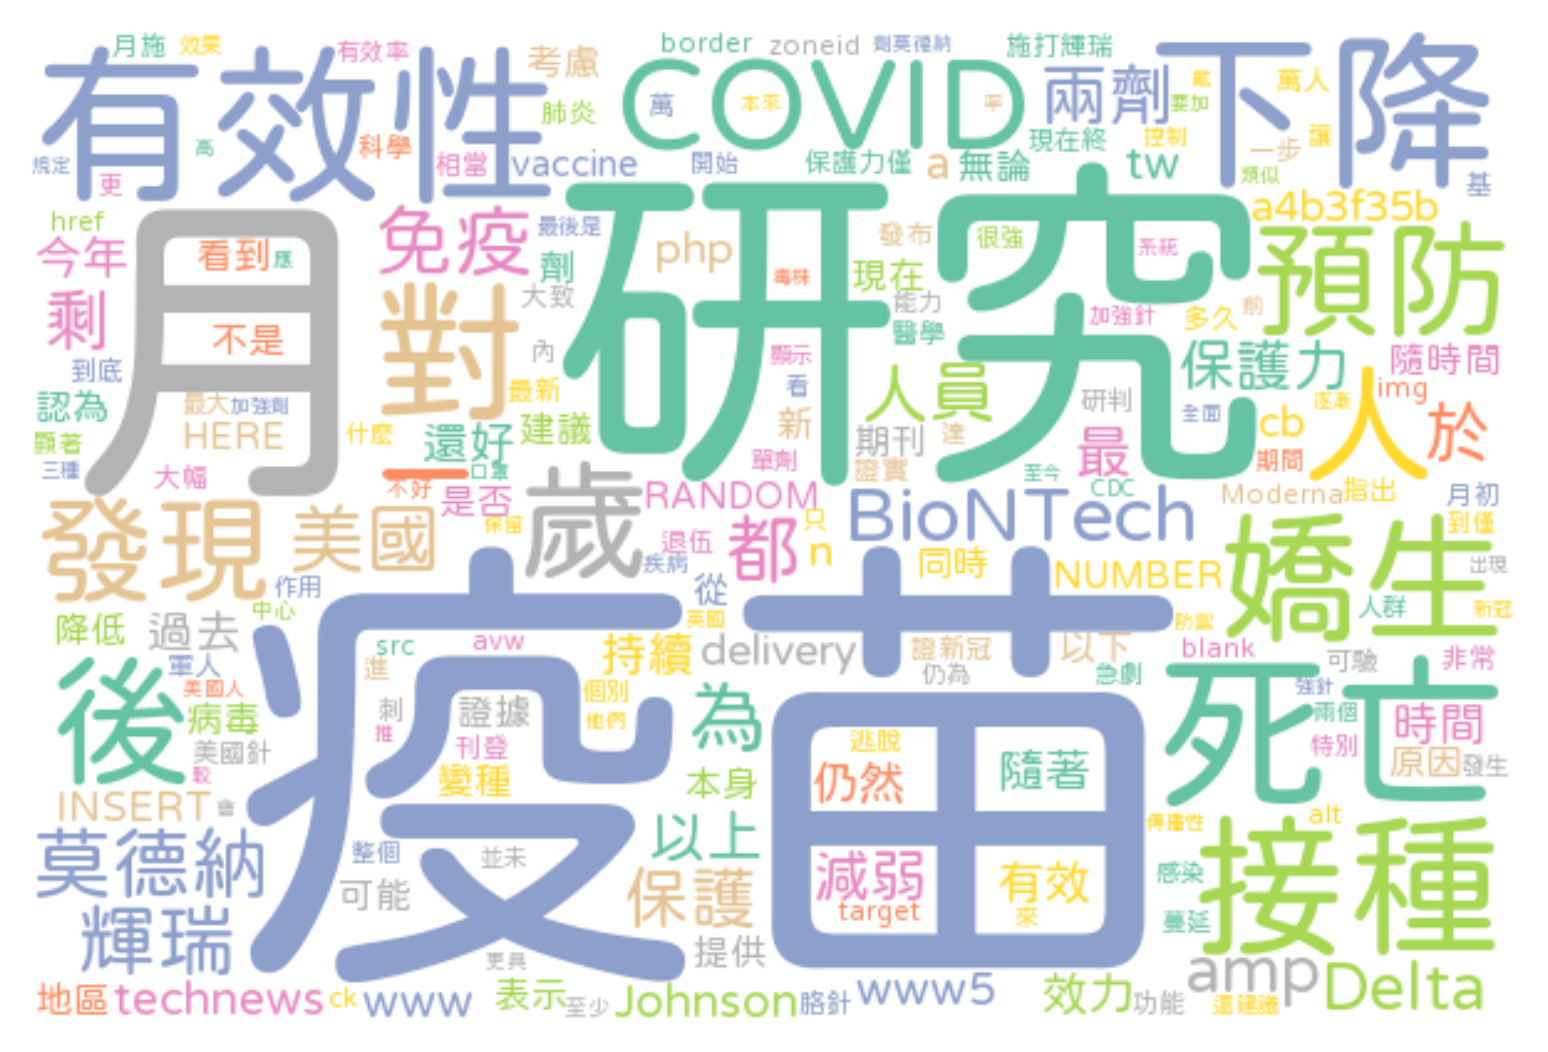 月施
效果
有效率
考慮
border
zoneid
施打輝瑞
有效性
COVID
兩劑
下降
戴
萬人
肺炎
萬
本來
平
要加
現在終
控制
讓
科學
高
規定
更
相當
vaccine
開始
保護力僅
a
無論
tw
一步
類似
基
href
今年
月
看到
應
免疫
最後是
劑
php
研究
發布
很強
系統
a4b3f35b
預防
剩
不是
對
大致
毒株
現在
能力
醫學
加強針
多久
前
到底
內
顯示
保護力
隨時間
認為
最大
加強劑
最新
看
人員
研判
全面
逐漸
img
人
於
顯著
HERE
什麼
還好
建議
新
期刊
達
最
cb
三種
大幅
一
口罩
單劑
證實
至今
期間
不好
是否
歲
RANDOM
CDC
Moderna
指出
月初
發現
美國
保留
退伍
都
只
n
BioNTech
到僅
嬌生
作用
疾病
從
同時
NUMBER
出現
中心
降低
過去
英國
防禦
人群
新冠
疫苗
src
avw
持續
delivery
證新冠
以下
blank
可驗
非常
軍人
進
仍為
急劇
後
美國人
個別
強針
死亡
病毒
刺
證據
他們
為
兩個
時間
美國針
推
刊登
逃脫
特別
原因
發生
較
變種
本身
仍然
隨著
INSERT
會
alt
傳播性
莫德納
整個
並未
以上
接種
可能
保護
減弱
有效
感染
target
來
蔓延
輝瑞
更具
提供
amp
Delta
地區
technews
ck
www
表示
至少
Johnson
胳針
www5
效力
功能
還建議